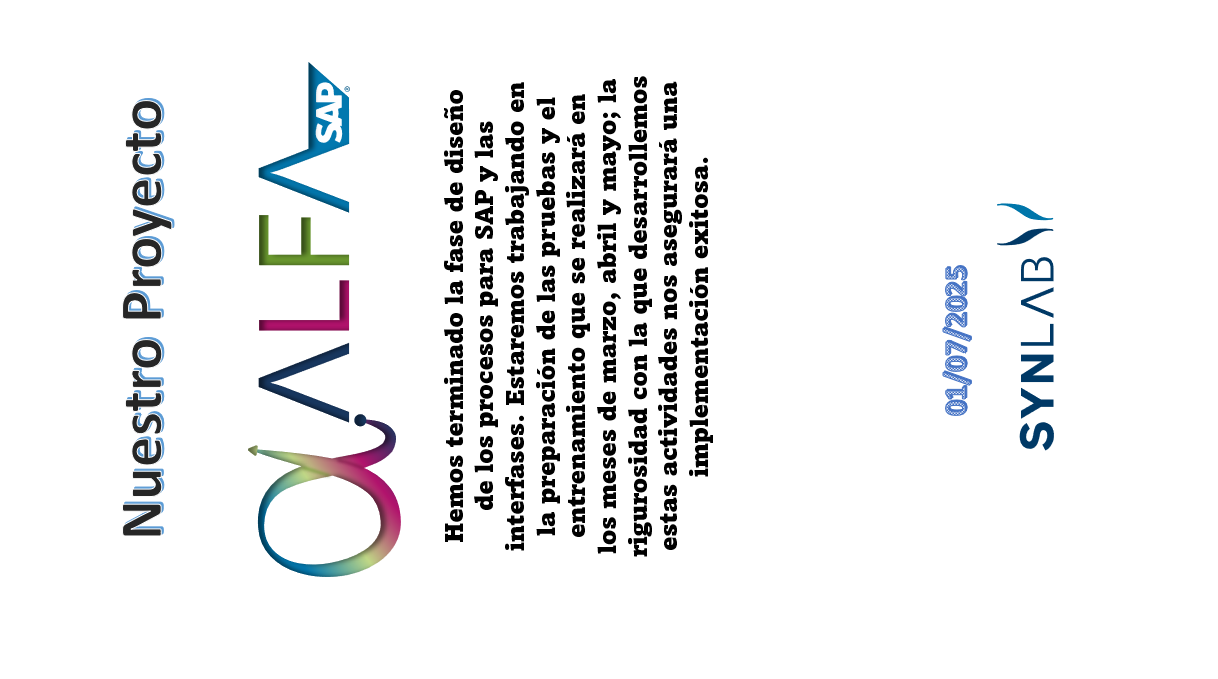 Nuestro Proyecto
αALFA SAP®
Hemos terminado la fase de diseño
de los procesos para SAP y las
interfases. Estaremos trabajando en
la preparación de las pruebas y el
entrenamiento que se realizará en
los meses de marzo, abril y mayo; la
rigurosidad con la que desarrollemos
estas actividades nos asegurará una
implementación exitosa.
01/07/2025
SYNLAB